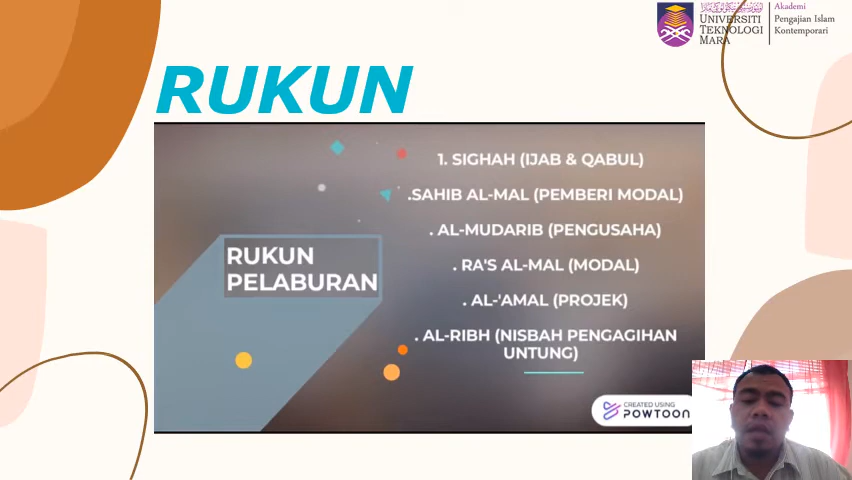 UNIVERSITI
TEKNOLOGI
MARA
Akademi
Pengajian Islam
Kontemporari
RUKUN
RUKUN
PELABURAN
1. SIGHAH (IJAB & QABUL)
.SAHIB AL-MAL (PEMBERI MODAL)
. AL-MUDARIB (PENGUSAHA)
. RA'S AL-MAL (MODAL)
. AL-'AMAL (PROJEK)
. AL-RIBH (NISBAH PENGAGIHAN
UNTUNG)
CREATED USING
POWTOON